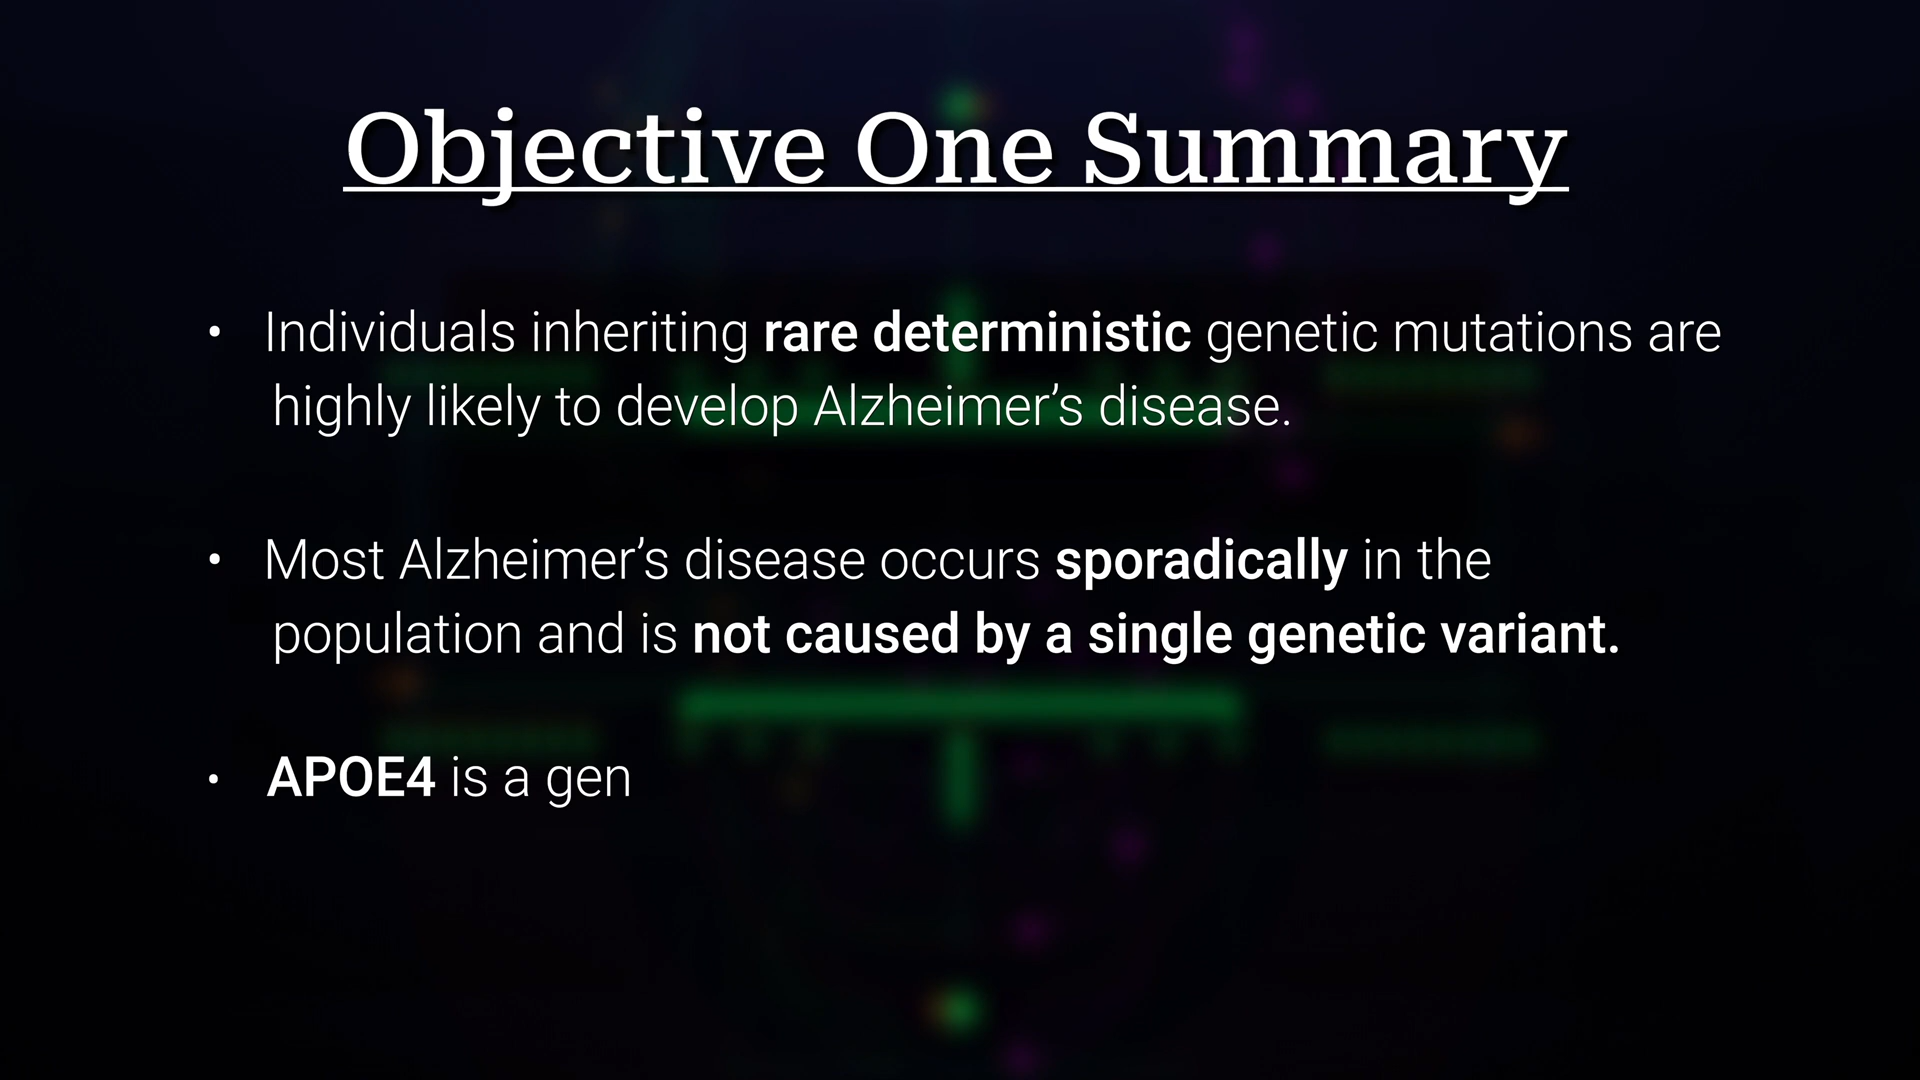 Objective One Summary
• Individuals inheriting rare deterministic genetic mutations are
highly likely to develop Alzheimer’s disease.
• Most Alzheimer’s disease occurs sporadically in the
population and is not caused by a single genetic variant.
• APOE4 is a gen